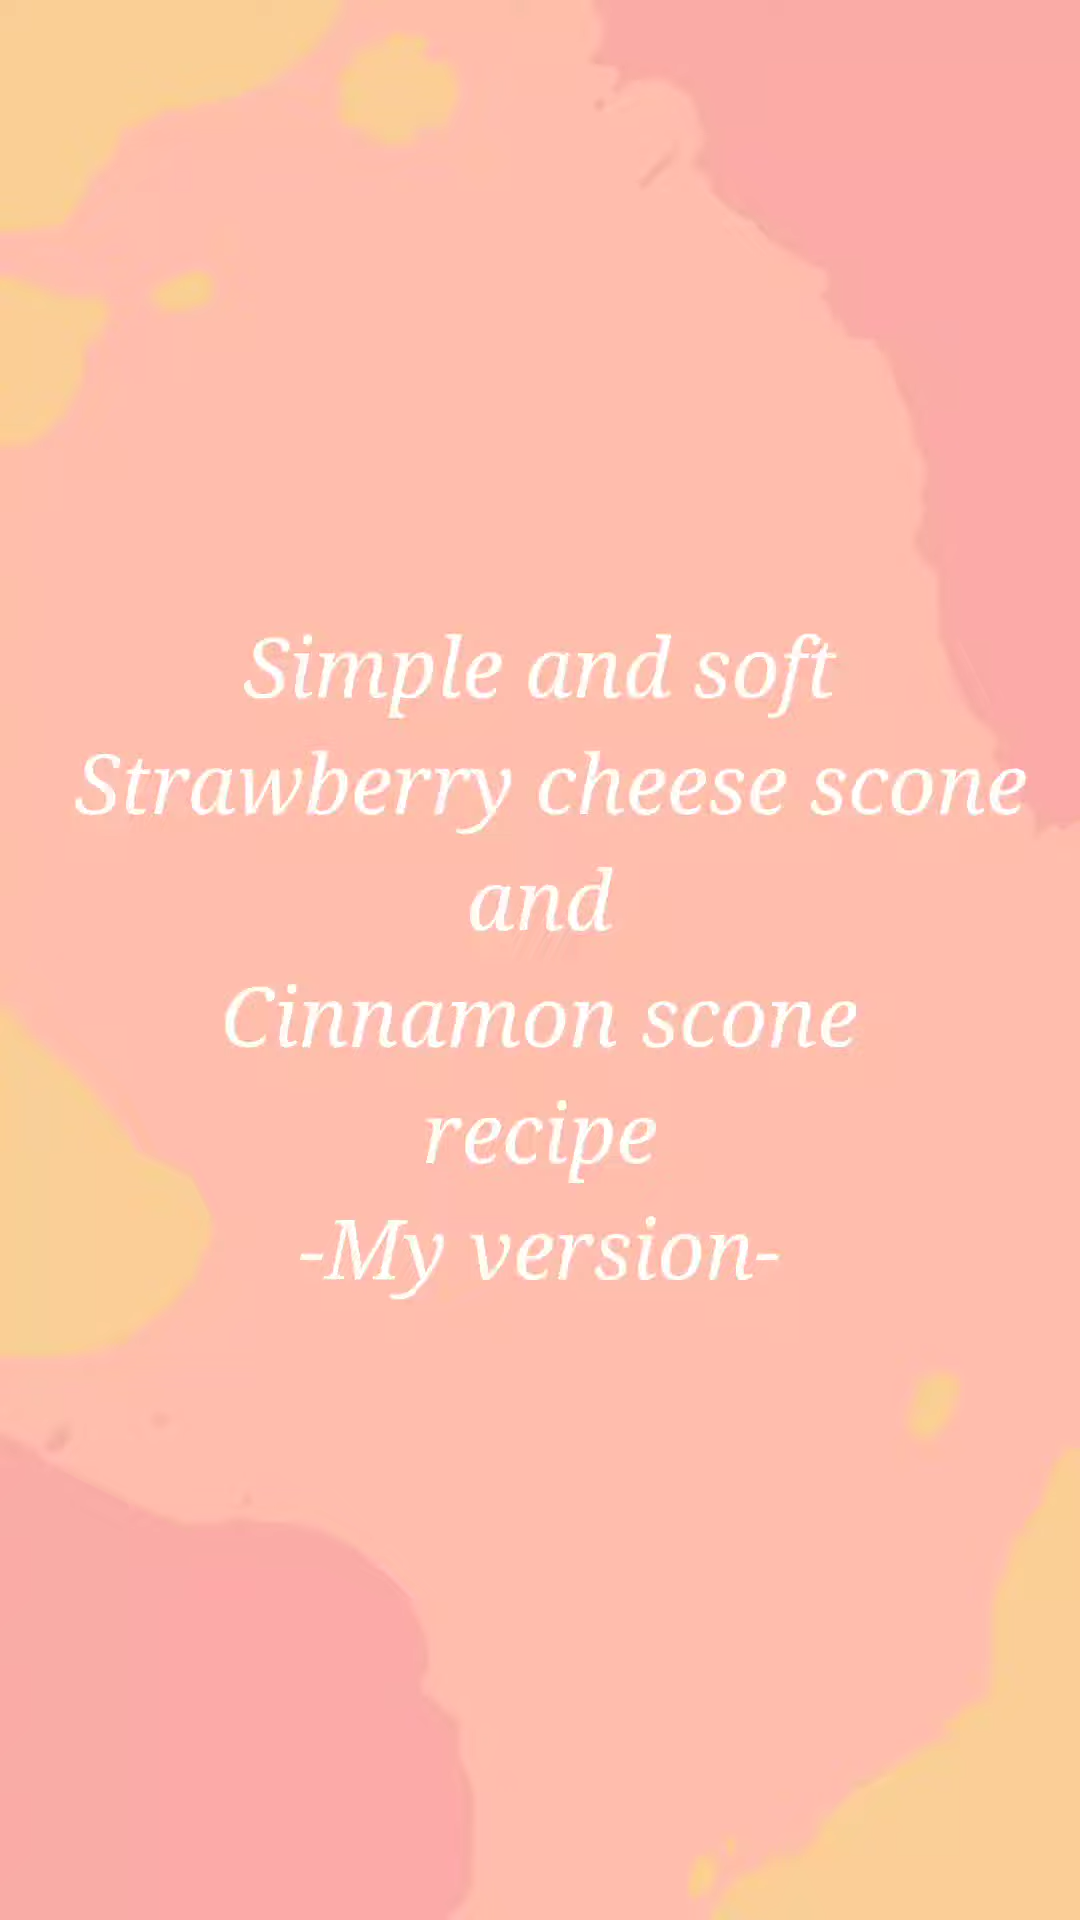 Simple and soft
Strawberry cheese scone
and
Cinnamon scone
recipe
-My version-